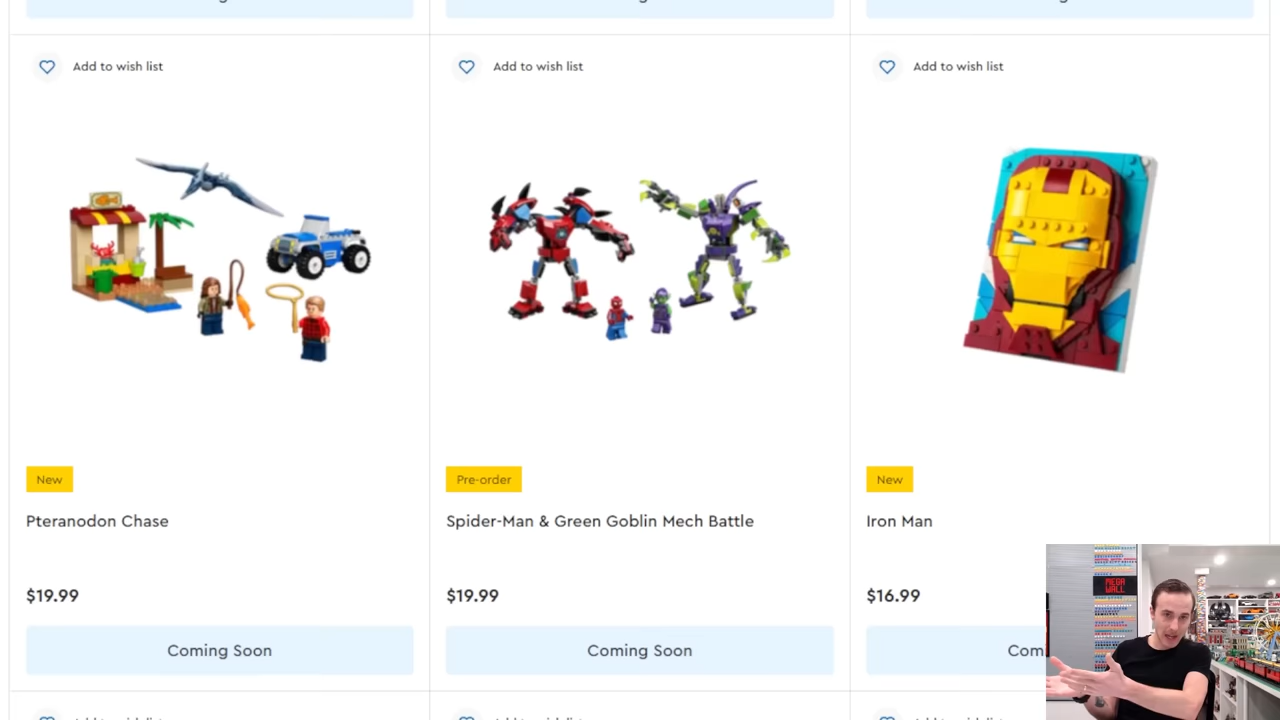 Add to wish list
Add to wish list
Add to wish list
New
Pre-order
New
Pteranodon Chase
Spider-Man & Green Goblin Mech Battle
Iron Man
$19.99
$19.99
$16.99
Coming Soon
Coming Soon
Com
MEGA
WALL